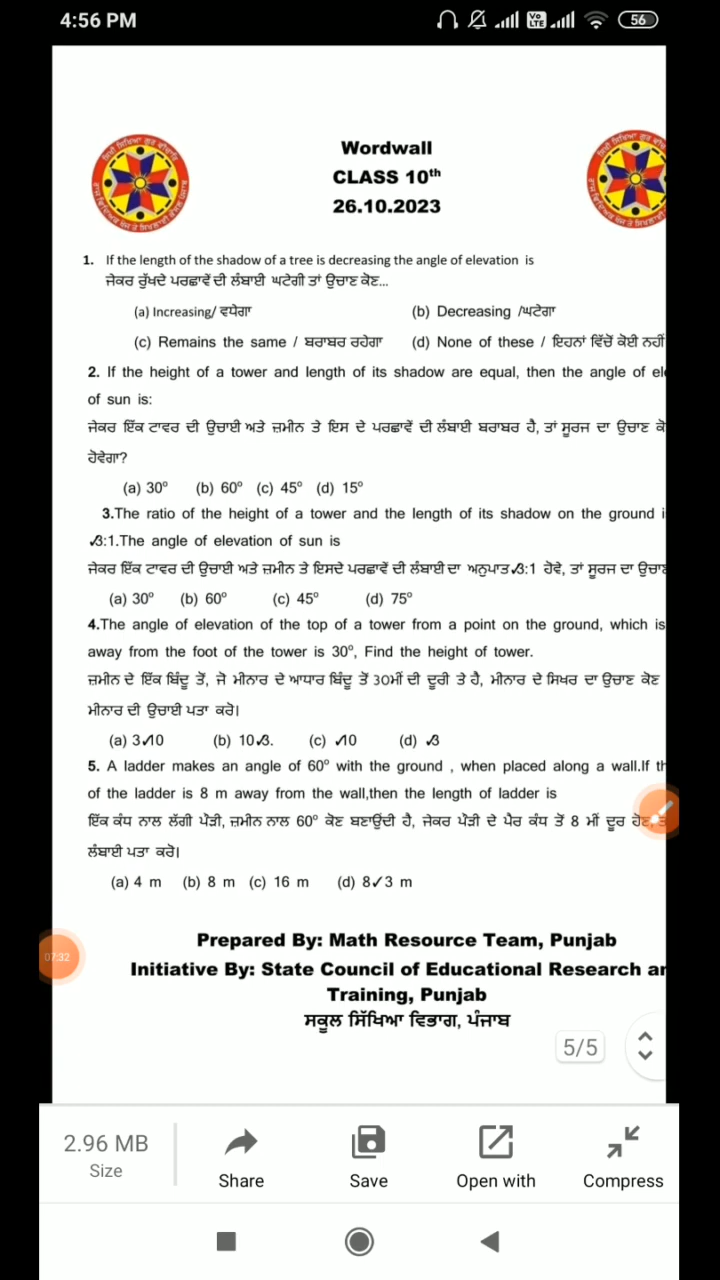 4:56 PM
Vo LTE
56
Wordwall
CLASS 10th
26.10.2023
1. If the length of the shadow of a tree is decreasing the angle of elevation is
ਜੇਕਰ ਰੁੱਖਦੇ ਪਰਛਾਵੇਂ ਦੀ ਲੰਬਾਈ ਘਟੇਗੀ ਤਾਂ ਉਚਾਣ ਕੋਣ...
(a) Increasing/ ਵਧੇਗਾ (b) Decreasing /ਘਟੇਗਾ
(c) Remains the same / ਬਰਾਬਰ ਰਹੇਗਾ (d) None of these / ਇਹਨਾਂ ਵਿੱਚੋਂ ਕੋਈ ਨਹੀਂ
2. If the height of a tower and length of its shadow are equal, then the angle of ele
of sun is:
ਜੇਕਰ ਇੱਕ ਟਾਵਰ ਦੀ ਉਚਾਈ ਅਤੇ ਜ਼ਮੀਨ ਤੇ ਇਸ ਦੇ ਪਰਛਾਵੇਂ ਦੀ ਲੰਬਾਈ ਬਰਾਬਰ ਹੈ, ਤਾਂ ਸੂਰਜ ਦਾ ਉਚਾਣ ਕੋ
ਹੋਵੇਗਾ?
(a) 30° (b) 60° (c) 45° (d) 15°
3.The ratio of the height of a tower and the length of its shadow on the ground i
√3:1.The angle of elevation of sun is
ਜੇਕਰ ਇੱਕ ਟਾਵਰ ਦੀ ਉਚਾਈ ਅਤੇ ਜ਼ਮੀਨ ਤੇ ਇਸਦੇ ਪਰਛਾਵੇਂ ਦੀ ਲੰਬਾਈ ਦਾ ਅਨੁਪਾਤ √3:1 ਹੋਵੇ, ਤਾਂ ਸੂਰਜ ਦਾ ਉਚਾਣ
(a) 30° (b) 60° (c) 45° (d) 75°
4.The angle of elevation of the top of a tower from a point on the ground, which is
away from the foot of the tower is 30°, Find the height of tower.
ਜ਼ਮੀਨ ਦੇ ਇੱਕ ਬਿੰਦੂ ਤੋਂ, ਜੋ ਮੀਨਾਰ ਦੇ ਆਧਾਰ ਬਿੰਦੂ ਤੋਂ 30ਮੀਂ ਦੀ ਦੂਰੀ ਤੇ ਹੈ, ਮੀਨਾਰ ਦੇ ਸਿਖਰ ਦਾ ਉਚਾਣ ਕੋਣ
ਮੀਨਾਰ ਦੀ ਉਚਾਈ ਪਤਾ ਕਰੋ।
(a) 3√10 (b) 10√3. (c) √10 (d) √3
5. A ladder makes an angle of 60° with the ground , when placed along a wall.If th
of the ladder is 8 m away from the wall,then the length of ladder is
ਇੱਕ ਕੰਧ ਨਾਲ ਲੱਗੀ ਪੌੜੀ, ਜ਼ਮੀਨ ਨਾਲ 60° ਕੋਣ ਬਣਾਉਂਦੀ ਹੈ, ਜੇਕਰ ਪੌੜੀ ਦੇ ਪੈਰ ਕੰਧ ਤੋਂ 8 ਮੀਂ ਦੂਰ ਹੋਣ,
ਲੰਬਾਈ ਪਤਾ ਕਰੋ।
(a) 4 m (b) 8 m (c) 16 m (d) 8√3 m
07:32
Prepared By: Math Resource Team, Punjab
Initiative By: State Council of Educational Research an
Training, Punjab
ਸਕੂਲ ਸਿੱਖਿਆ ਵਿਭਾਗ, ਪੰਜਾਬ
5/5
2.96 MB
Size
Share
Save
Open with
Compress